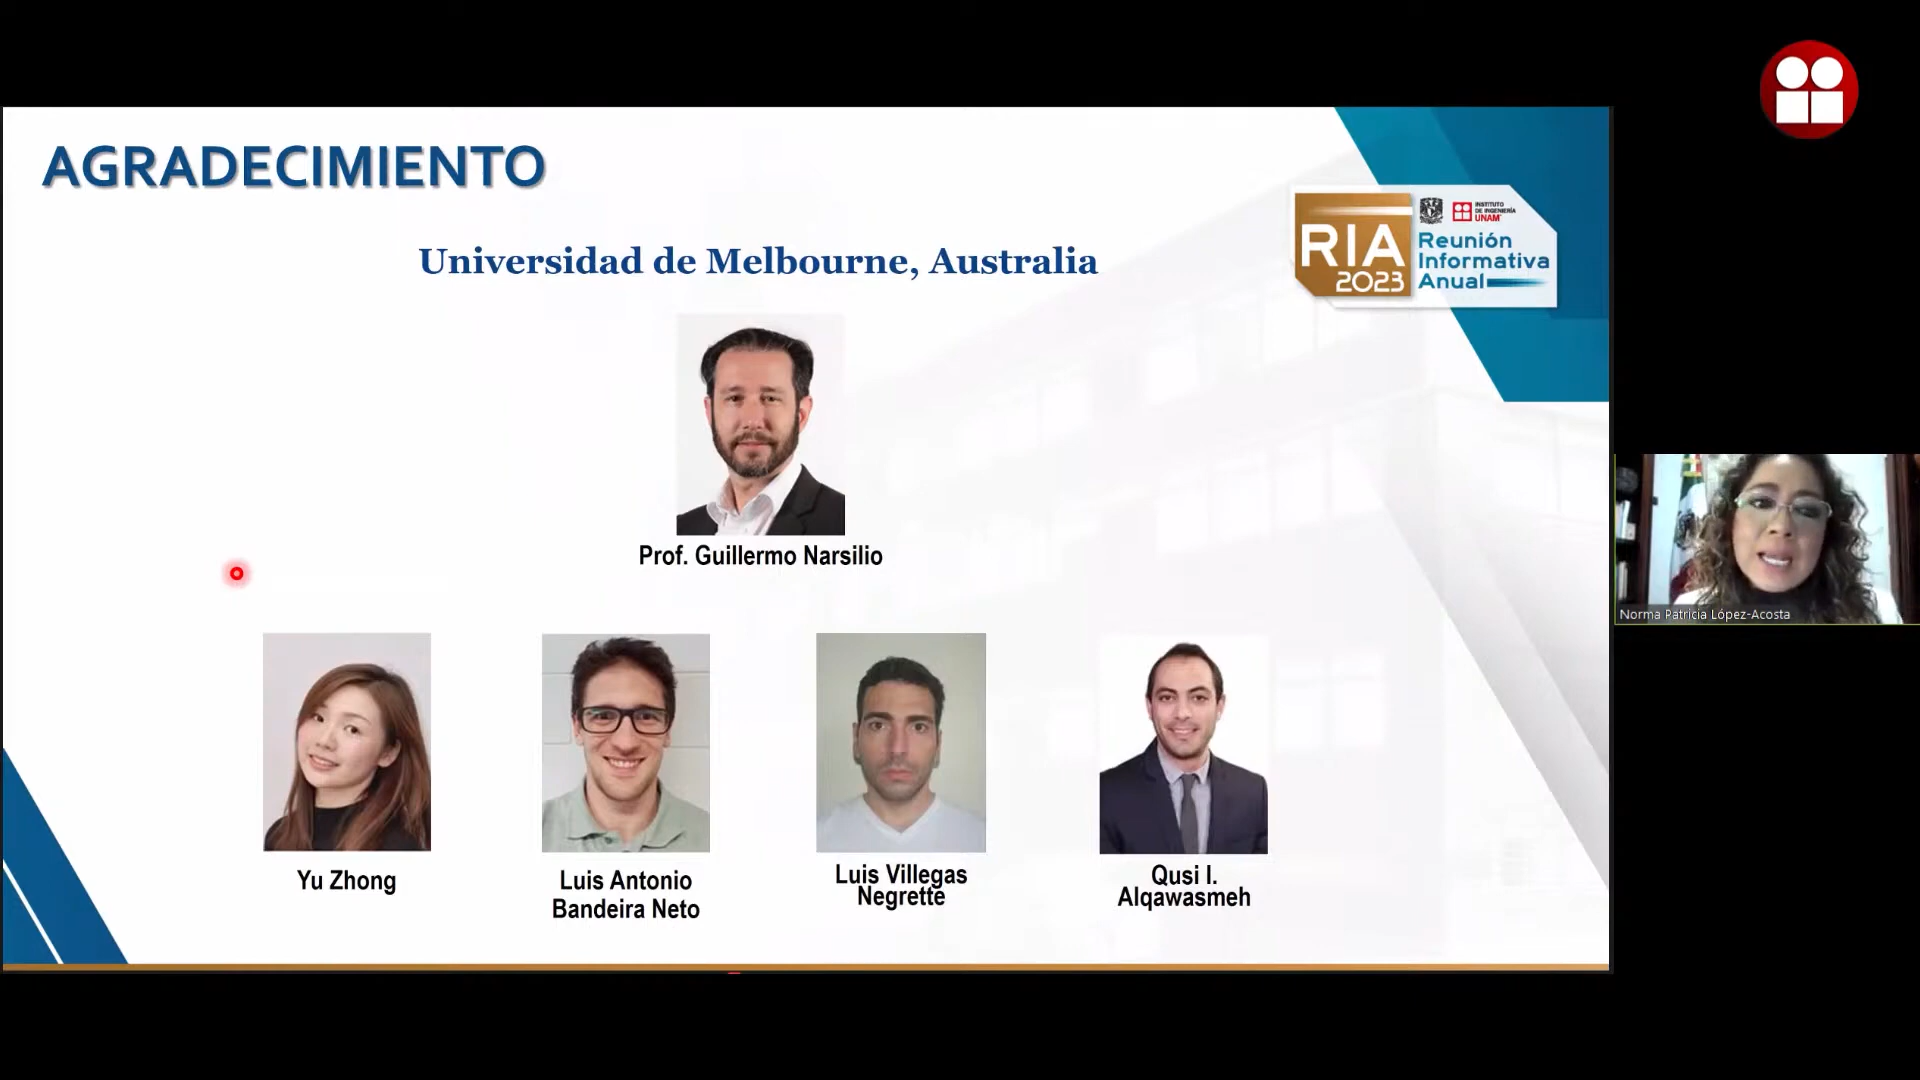 AGRADECIMIENTO
Universidad de Melbourne, Australia
RIA
2023
INSTITUTO
DE INGENIERÍA
UNAM
Reunión
Informativa
Anual
Prof. Guillermo Narsilio
Norma Patricia López-Acosta
Yu Zhong
Luis Antonio
Bandeira Neto
Luis Villegas
Negrette
Qusi I.
Alqawasmeh